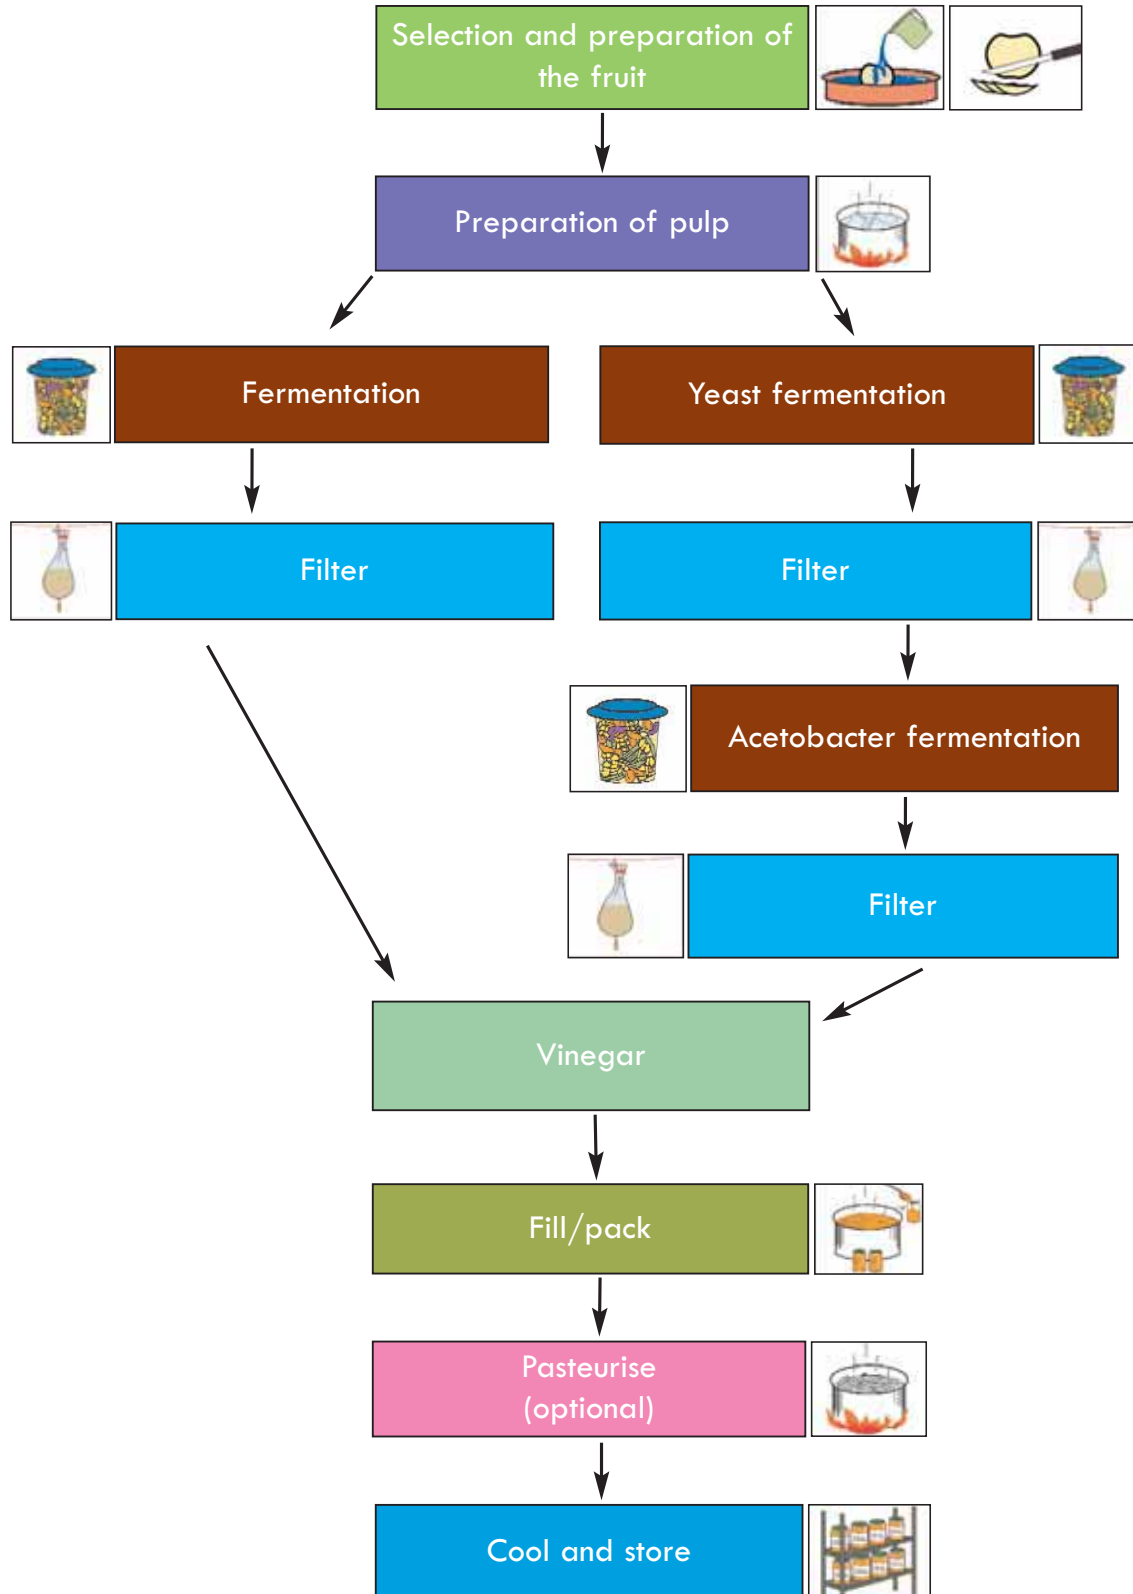 Selection and preparation of
the fruit
Preparation of pulp
Fermentation
Yeast fermentation
Filter
Filter
Acetobacter fermentation
Filter
Vinegar
Fill/pack
Pasteurise
(optional)
Cool and store